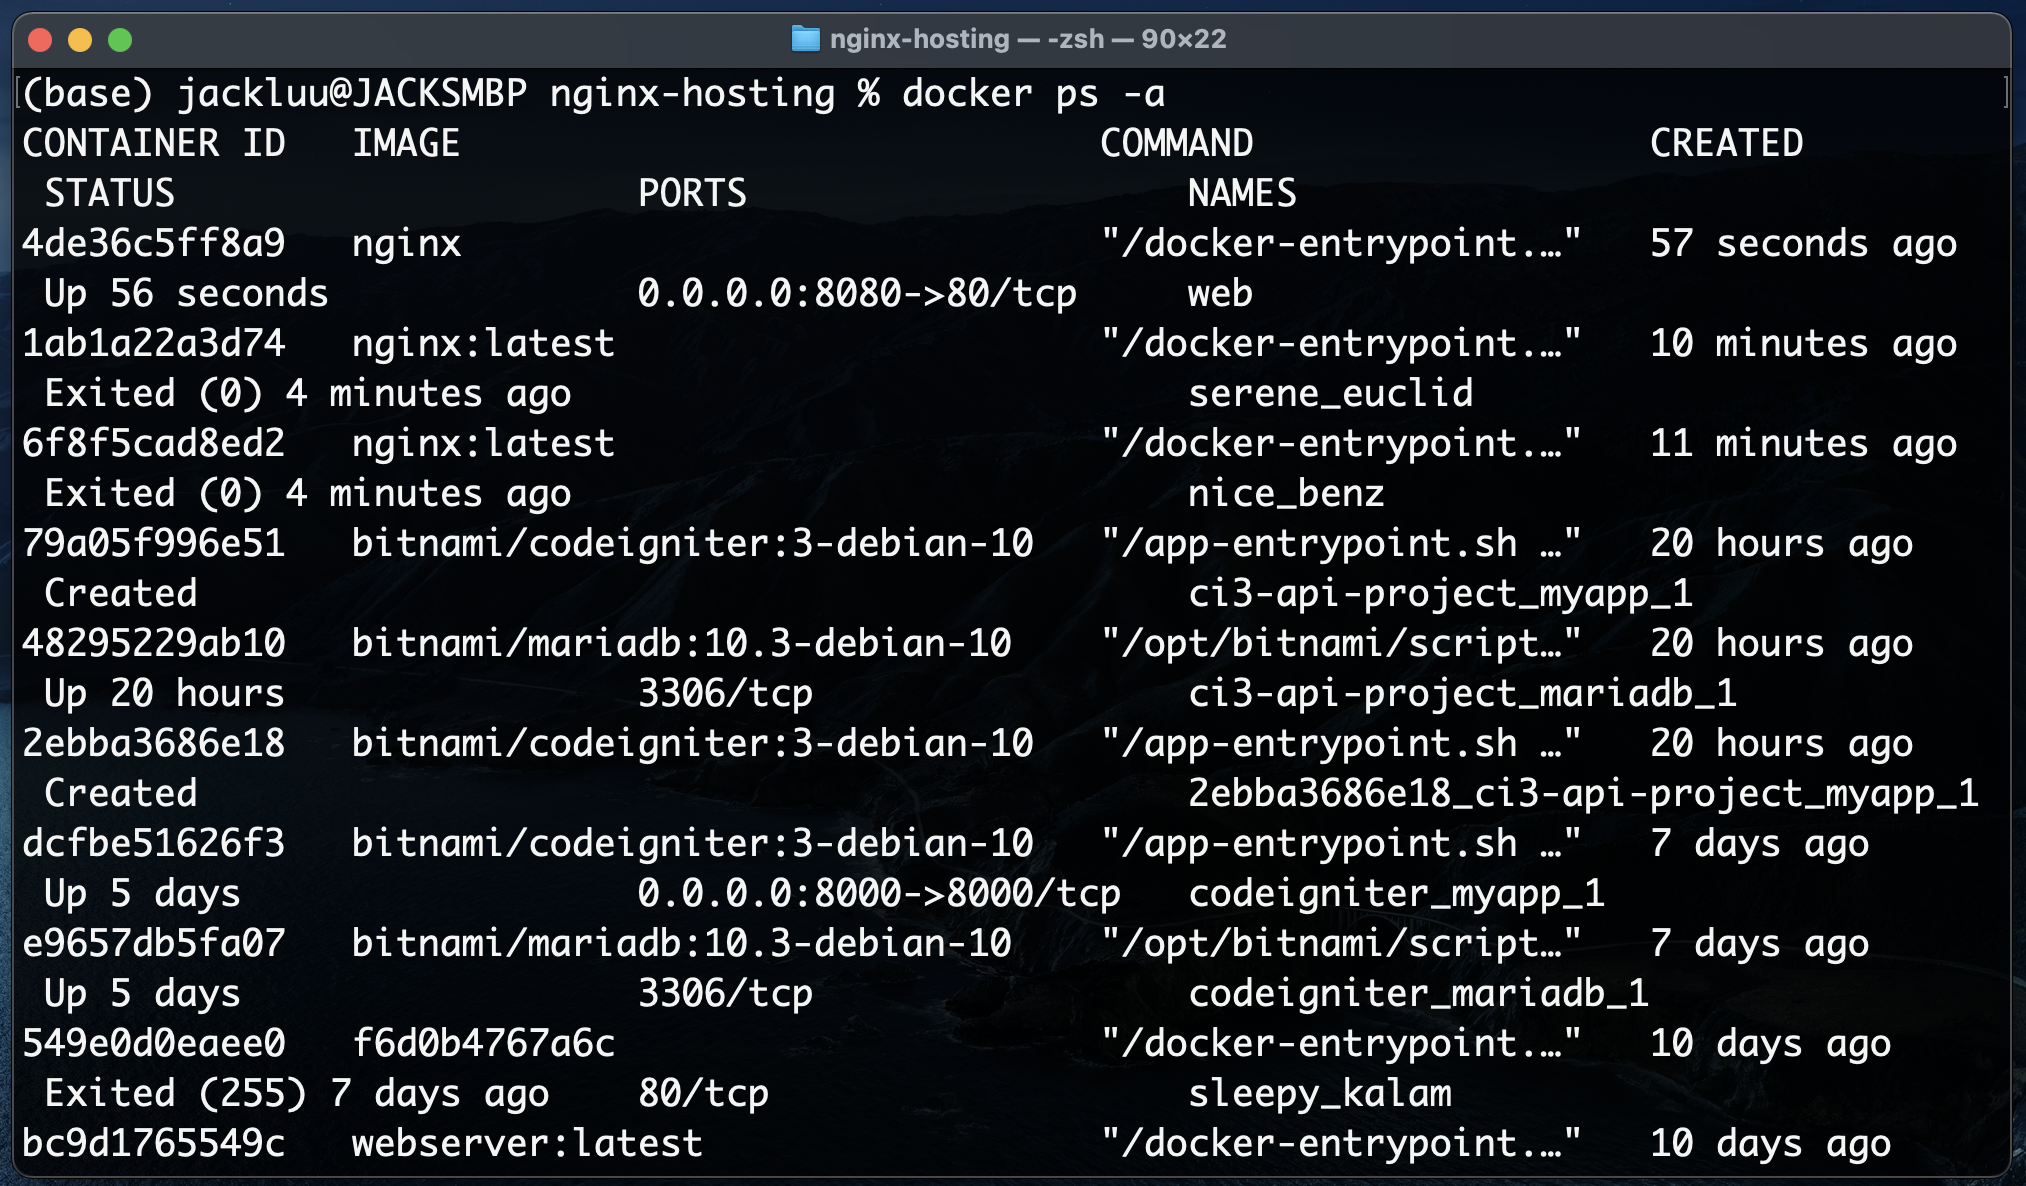 nginx-hosting — -zsh — 90×22
(base) jackluu@JACKSMBP nginx-hosting % docker ps -a
CONTAINER ID   IMAGE                             COMMAND                  CREATED
 STATUS                     PORTS                    NAMES
4de36c5ff8a9   nginx                             "/docker-entrypoint.…"   57 seconds ago
 Up 56 seconds              0.0.0.0:8080->80/tcp     web
1ab1a22a3d74   nginx:latest                      "/docker-entrypoint.…"   10 minutes ago
 Exited (0) 4 minutes ago                            serene_euclid
6f8f5cad8ed2   nginx:latest                      "/docker-entrypoint.…"   11 minutes ago
 Exited (0) 4 minutes ago                            nice_benz
79a05f996e51   bitnami/codeigniter:3-debian-10   "/app-entrypoint.sh …"   20 hours ago
 Created                                             ci3-api-project_myapp_1
48295229ab10   bitnami/mariadb:10.3-debian-10    "/opt/bitnami/script…"   20 hours ago
 Up 20 hours                3306/tcp                 ci3-api-project_mariadb_1
2ebba3686e18   bitnami/codeigniter:3-debian-10   "/app-entrypoint.sh …"   20 hours ago
 Created                                             2ebba3686e18_ci3-api-project_myapp_1
dcfbe51626f3   bitnami/codeigniter:3-debian-10   "/app-entrypoint.sh …"   7 days ago
 Up 5 days                  0.0.0.0:8000->8000/tcp   codeigniter_myapp_1
e9657db5fa07   bitnami/mariadb:10.3-debian-10    "/opt/bitnami/script…"   7 days ago
 Up 5 days                  3306/tcp                 codeigniter_mariadb_1
549e0d0eaee0   f6d0b4767a6c                      "/docker-entrypoint.…"   10 days ago
 Exited (255) 7 days ago    80/tcp                   sleepy_kalam
bc9d1765549c   webserver:latest                  "/docker-entrypoint.…"   10 days ago